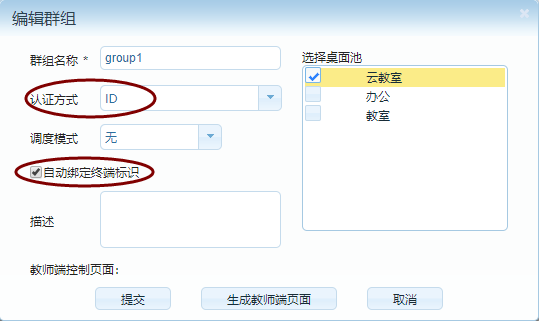 编辑群组
群组名称 * group1
认证方式 ID
调度模式 无
自动绑定终端标识
描述
教师端控制页面:
选择桌面池
云教室
办公
教室
提交 生成教师端页面 取消